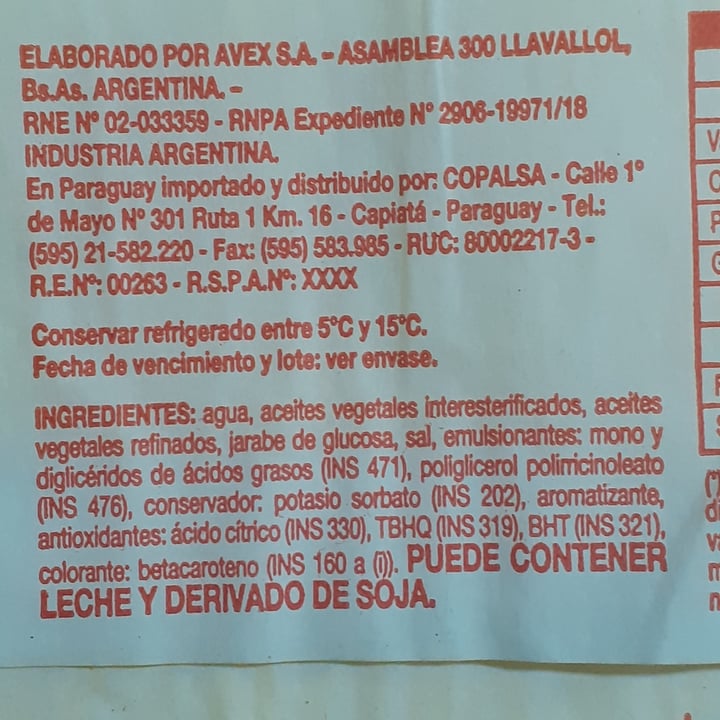 ELABORADO POR AVEX S.A. - ASAMBLEA 300 LLAVALLOL,
Bs.As. ARGENTINA. -
RNE Nº 02-033359 - RNPA Expediente Nº 2906-19971/18
INDUSTRIA ARGENTINA.
En Paraguay importado y distribuido por: COPALSA - Calle 1º
de Mayo Nº 301 Ruta 1 Km. 16 - Capiatá - Paraguay - Tel.:
(595) 21-582.220 - Fax: (595) 583.985 - RUC: 80002217-3 -
R.E.Nº: 00263 - R.S.P.A.Nº: XXXX
Conservar refrigerado entre 5ºC y 15ºC.
Fecha de vencimiento y lote: ver envase.
INGREDIENTES: agua, aceites vegetales interesterificados, aceites
vegetales refinados, jarabe de glucosa, sal, emulsionantes: mono y
diglicéridos de ácidos grasos (INS 471), poliglicerol polirricinoleato
(INS 476), conservador: potasio sorbato (INS 202), aromatizante,
antioxidantes: ácido cítrico (INS 330), TBHQ (INS 319), BHT (INS 321),
colorante: betacaroteno (INS 160 a (i)). PUEDE CONTENER
LECHE Y DERIVADO DE SOJA.